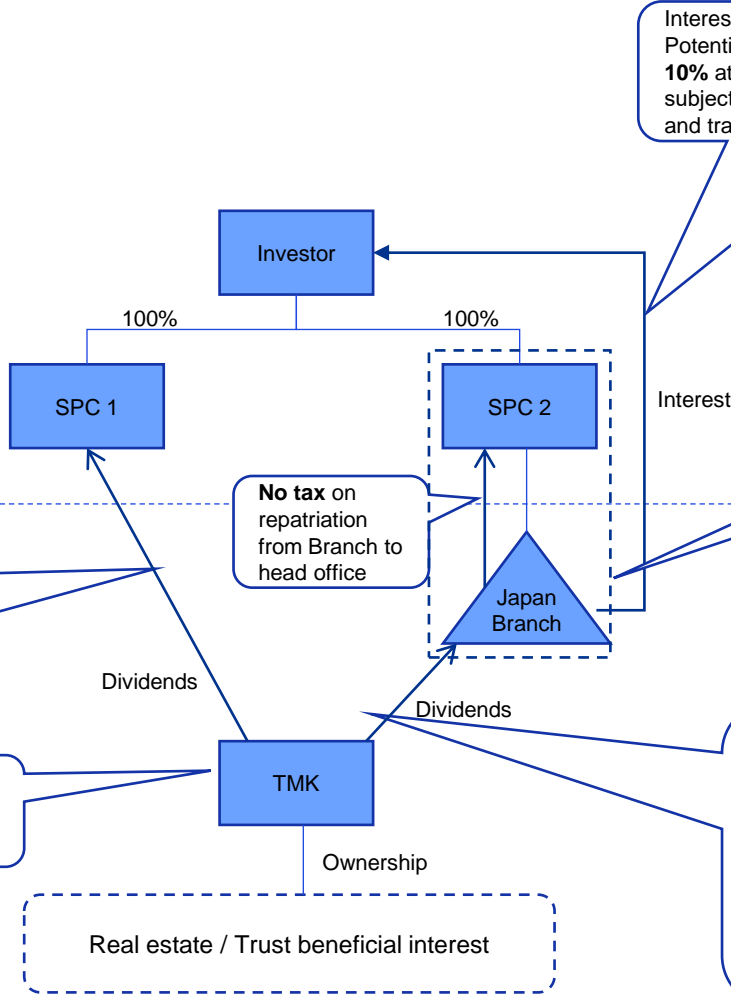 Interes
Potenti
10% at
subject
and tra
Investor
100%
100%
SPC 1
SPC 2
Interest
No tax on
repatriation
from Branch to
head office
Japan
Branch
Dividends
Dividends
TMK
Ownership
Real estate / Trust beneficial interest